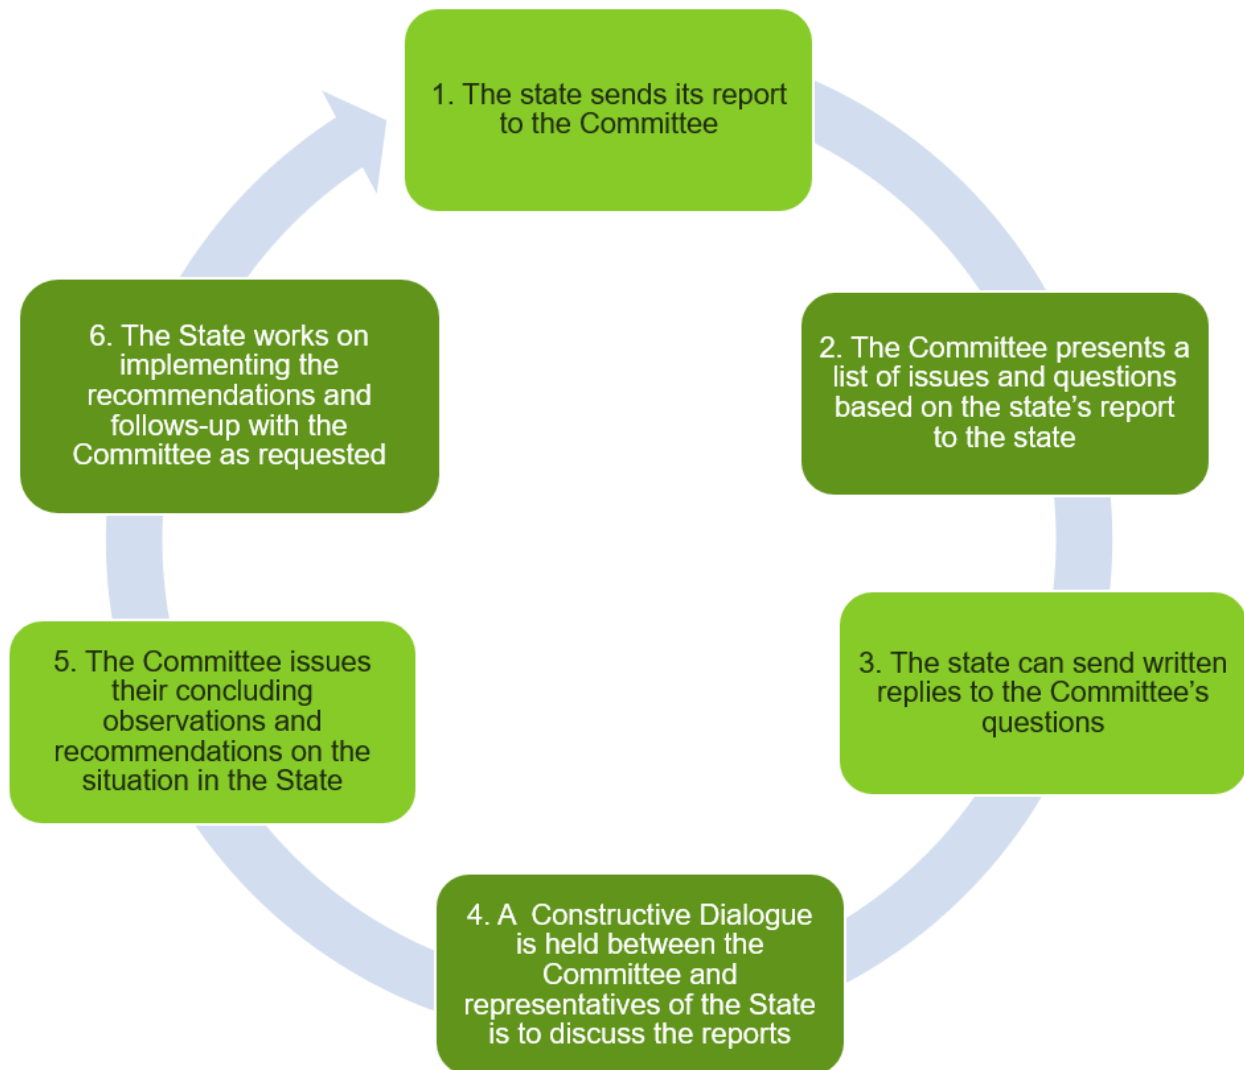 1. The state sends its report
to the Committee
2. The Committee presents a
list of issues and questions
based on the state’s report
to the state
3. The state can send written
replies to the Committee’s
questions
4. A  Constructive Dialogue
is held between the
Committee and
representatives of the State
is to discuss the reports
5. The Committee issues
their concluding
observations and
recommendations on the
situation in the State
6. The State works on
implementing the
recommendations and
follows-up with the
Committee as requested